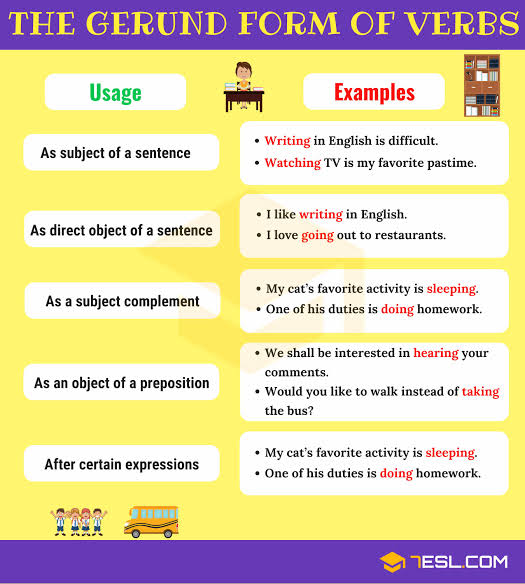 THE GERUND FORM OF VERBS
Usage
Examples
As subject of a sentence
• Writing in English is difficult.
• Watching TV is my favorite pastime.
As direct object of a sentence
• I like writing in English.
• I love going out to restaurants.
As a subject complement
• My cat's favorite activity is sleeping.
• One of his duties is doing homework.
As an object of a preposition
• We shall be interested in hearing your
comments.
• Would you like to walk instead of taking
the bus?
After certain expressions
• My cat's favorite activity is sleeping.
• One of his duties is doing homework.
7ESL.COM